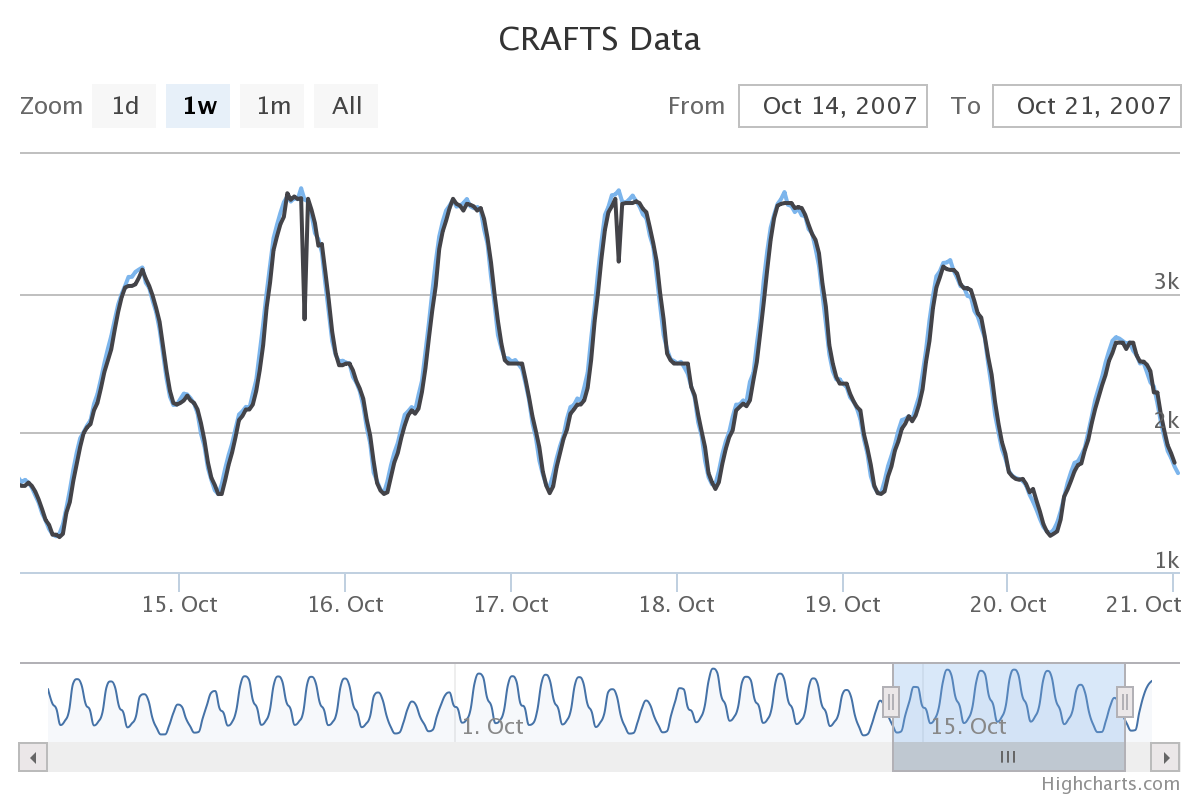 CRAFTS Data
Zoom 1d 1w 1m All From Oct 14, 2007 To Oct 21, 2007
3k
2k
1k
15. Oct 16. Oct 17. Oct 18. Oct 19. Oct 20. Oct 21. Oct
1. Oct 15. Oct
Highcharts.com